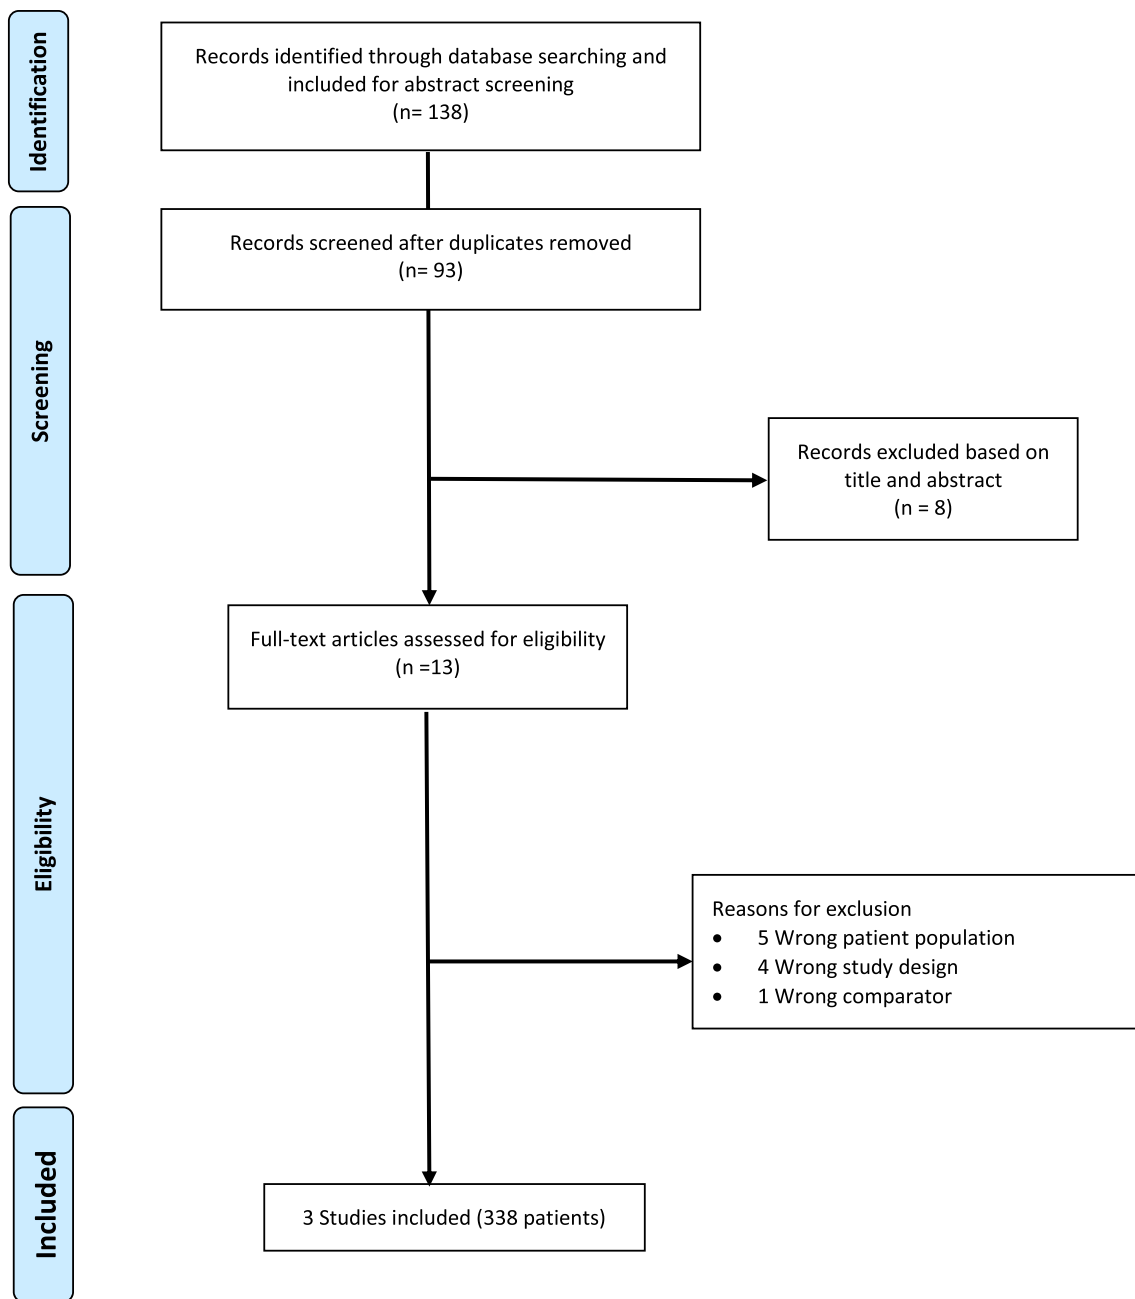 Identification
Records identified through database searching and
included for abstract screening
(n= 138)
Screening
Records screened after duplicates removed
(n= 93)
Records excluded based on
title and abstract
(n = 8)
Eligibility
Full-text articles assessed for eligibility
(n =13)
Reasons for exclusion
• 5 Wrong patient population
• 4 Wrong study design
• 1 Wrong comparator
Included
3 Studies included (338 patients)